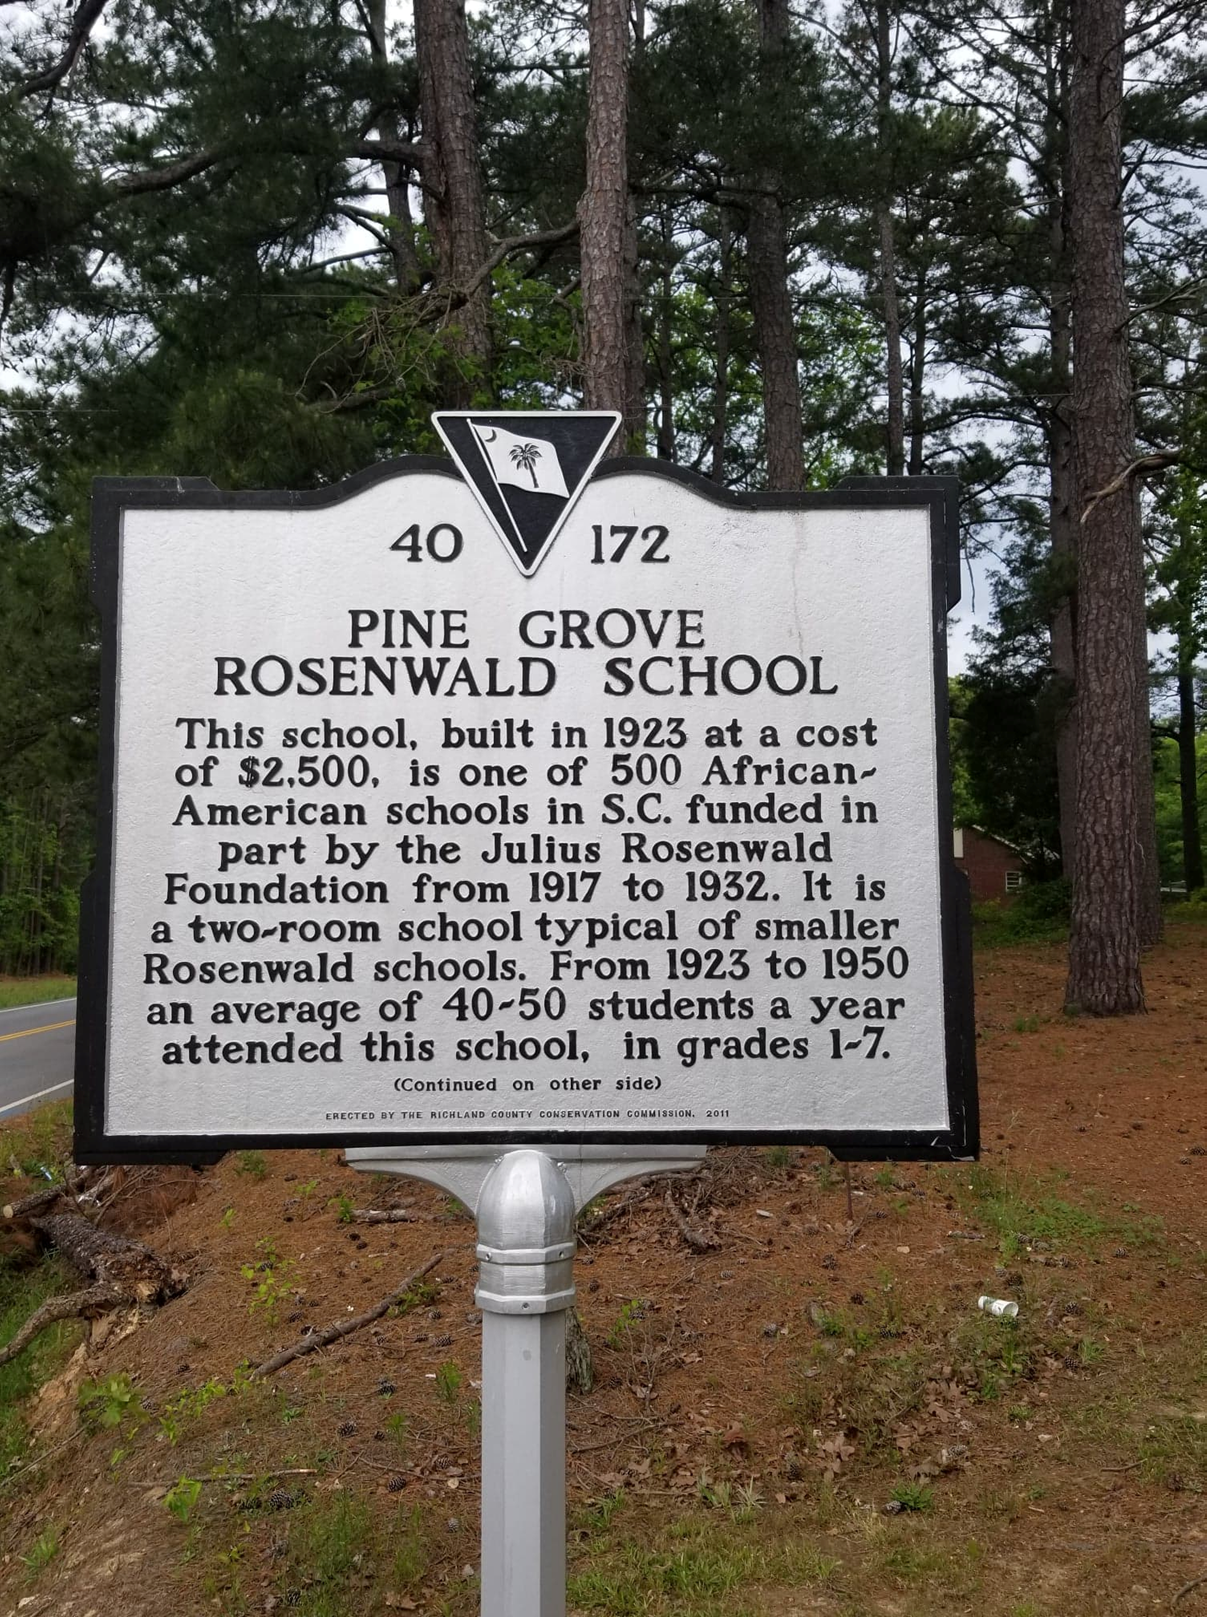 40 172
PINE GROVE
ROSENWALD SCHOOL
This school, built in 1923 at a cost
of $2,500, is one of 500 African-
American schools in S.C. funded in
part by the Julius Rosenwald
Foundation from 1917 to 1932. It is
a two-room school typical of smaller
Rosenwald schools. From 1923 to 1950
an average of 40-50 students a year
attended this school, in grades 1-7.
(Continued on other side)
ERECTED BY THE RICHLAND COUNTY CONSERVATION COMMISSION, 2011